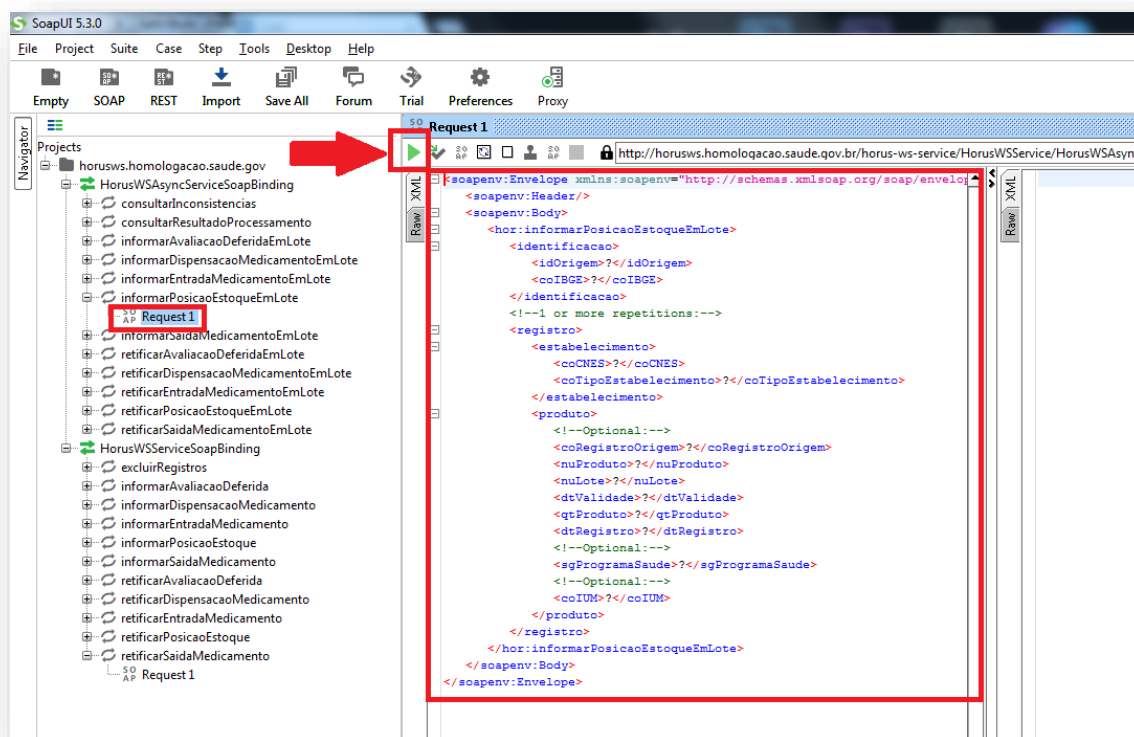 SoapUI 5.3.0
File Project Suite Case Step Tools Desktop Help
Empty SOAP REST Import Save All Forum Trial Preferences Proxy
Navigator
Projects
horusws.homologacao.saude.gov
HorusWSAsyncServiceSoapBinding
consultarInconsistencias
consultarResultadoProcessamento
informarAvaliacaoDeferidaEmLote
informarDispensacaoMedicamentoEmLote
informarEntradaMedicamentoEmLote
informarPosicaoEstoqueEmLote
Request 1
informarSaidaMedicamentoEmLote
retificarAvaliacaoDeferidaEmLote
retificarDispensacaoMedicamentoEmLote
retificarEntradaMedicamentoEmLote
retificarPosicaoEstoqueEmLote
retificarSaidaMedicamentoEmLote
HorusWSServiceSoapBinding
excluirRegistros
informarAvaliacaoDeferida
informarDispensacaoMedicamento
informarEntradaMedicamento
informarPosicaoEstoque
informarSaidaMedicamento
retificarAvaliacaoDeferida
retificarDispensacaoMedicamento
retificarEntradaMedicamento
retificarPosicaoEstoque
retificarSaidaMedicamento
Request 1
Request 1
http://horusws.homologacao.saude.gov.br/horus-ws-service/HorusWSService/HorusWSAsyn
XML
Raw
<soapenv:Envelope xmlns:soapenv="http://schemas.xmlsoap.org/soap/envelop
<soapenv:Header/>
<soapenv:Body>
<hor:informarPosicaoEstoqueEmLote>
<identificacao>
<idOrigem>?</idOrigem>
<coIBGE>?</coIBGE>
</identificacao>
<!--1 or more repetitions:-->
<registro>
<estabelecimento>
<coCNES>?</coCNES>
<coTipoEstabelecimento>?</coTipoEstabelecimento>
</estabelecimento>
<produto>
<!--Optional:-->
<coRegistroOrigem>?</coRegistroOrigem>
<nuProduto>?</nuProduto>
<nuLote>?</nuLote>
<dtValidade>?</dtValidade>
<qtProduto>?</qtProduto>
<dtRegistro>?</dtRegistro>
<!--Optional:-->
<sgProgramaSaude>?</sgProgramaSaude>
<!--Optional:-->
<coIUM>?</coIUM>
</produto>
</registro>
</hor:informarPosicaoEstoqueEmLote>
</soapenv:Body>
</soapenv:Envelope>
XML
Raw